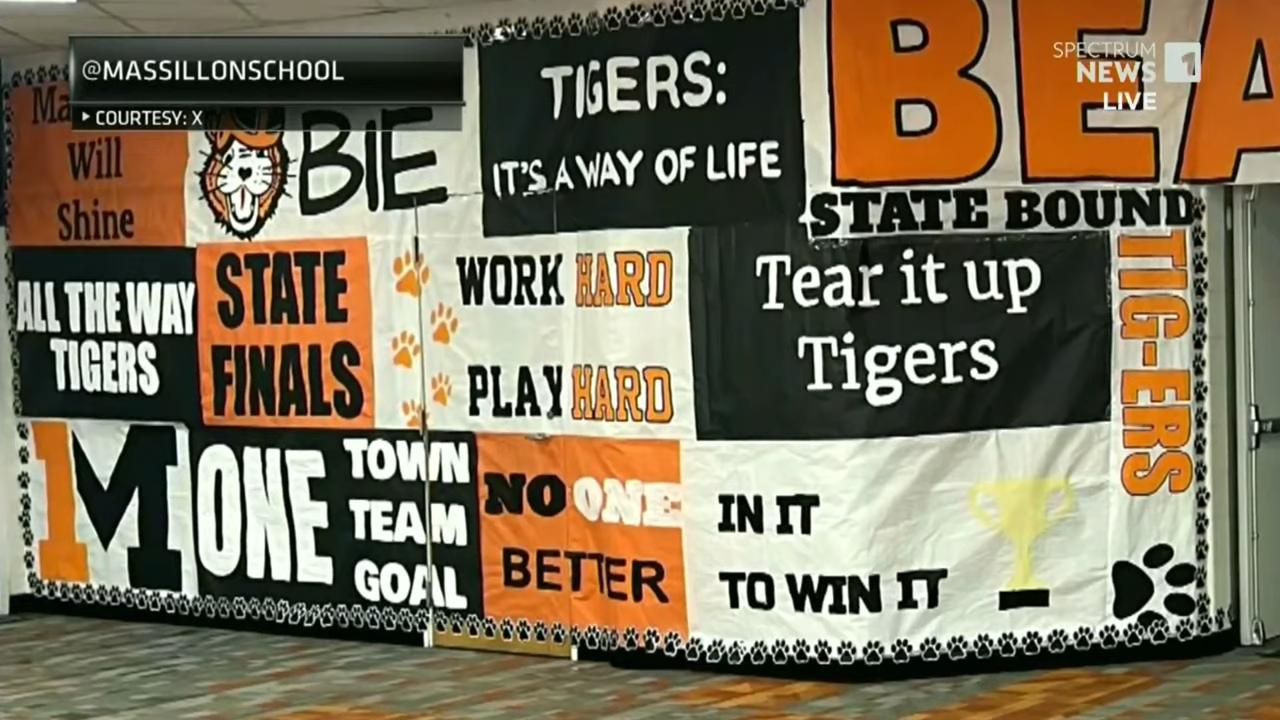 @MASSILLONSCHOOL
COURTESY: X
SPECTRUM
NEWS 1
LIVE
Will
Shine
BIE
TIGERS:
IT'S A WAY OF LIFE
STATE BOUND
ALL THE WAY
TIGERS
STATE
FINALS
WORK HARD
PLAY HARD
Tear it up
Tigers
TIG-ERS
M
ONE
TOWN
TEAM
GOAL
NO ONE
BETTER
IN IT
TO WIN IT